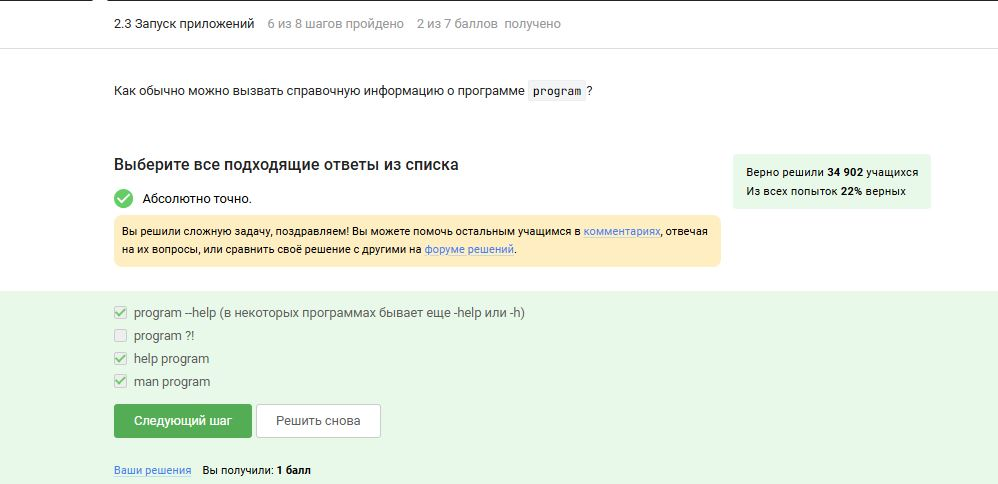 2.3 Запуск приложений 6 из 8 шагов пройдено 2 из 7 баллов получено
Как обычно можно вызвать справочную информацию о программе program ?
Выберите все подходящие ответы из списка
Верно решили 34 902 учащихся
Из всех попыток 22% верных
Абсолютно точно.
Вы решили сложную задачу, поздравляем! Вы можете помочь остальным учащимся в комментариях, отвечая
на их вопросы, или сравнить своё решение с другими на форуме решений.
program --help (в некоторых программах бывает еще -help или -h)
program ?!
help program
man program
Следующий шаг Решить снова
Ваши решения Вы получили: 1 балл